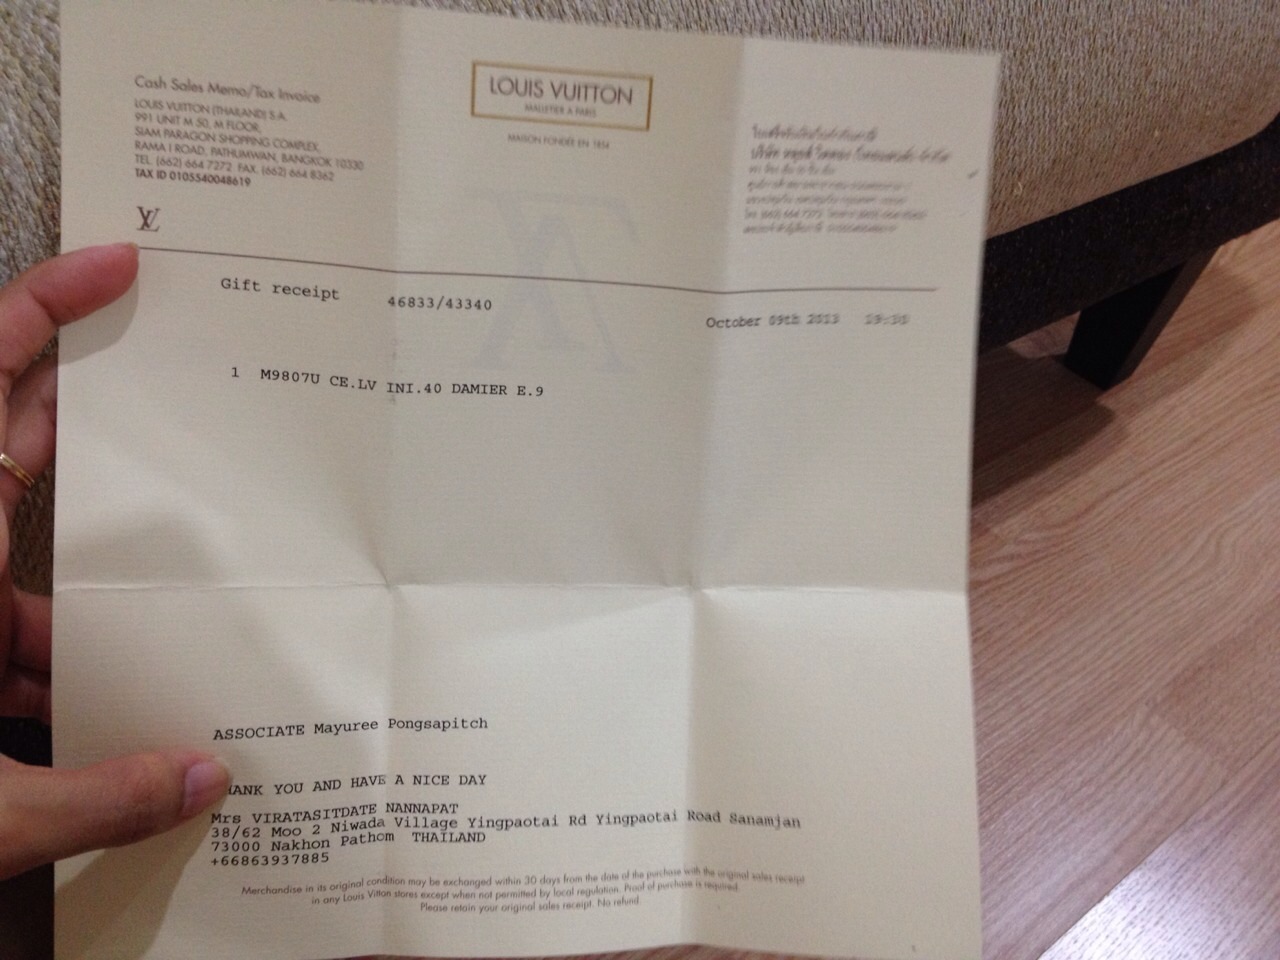 Cash Sales Memo/Tax Invoice
LOUIS VUITTON (THAILAND) S.A.
991 UNIT M 50, M FLOOR,
SIAM PARAGON SHOPPING COMPLEX,
RAMA I ROAD, PATHUMWAN, BANGKOK 10330
TEL. (662) 664 7272 FAX. (662) 664 8362
TAX ID 0105540048619
LV
LOUIS VUITTON
MALLETIER A PARIS
MAISON FONDÉE EN 1854
Gift receipt 46833/43340
October 09th 2013
1 M9807U CE.LV INI.40 DAMIER E.9
ASSOCIATE Mayuree Pongsapitch
HANK YOU AND HAVE A NICE DAY
Mrs VIRATASITDATE NANNAPAT
38/62 Moo 2 Niwada Village Yingpaotai Rd Yingpaotai Road Sanamjan
73000 Nakhon Pathom THAILAND
+66863937885
Merchandise in its original condition may be exchanged within 30 days from the date of the purchase with the original sales receipt
in any Louis Vuitton stores except when not permitted by local regulation. Proof of purchase is required.
Please retain your original sales receipt. No refund.